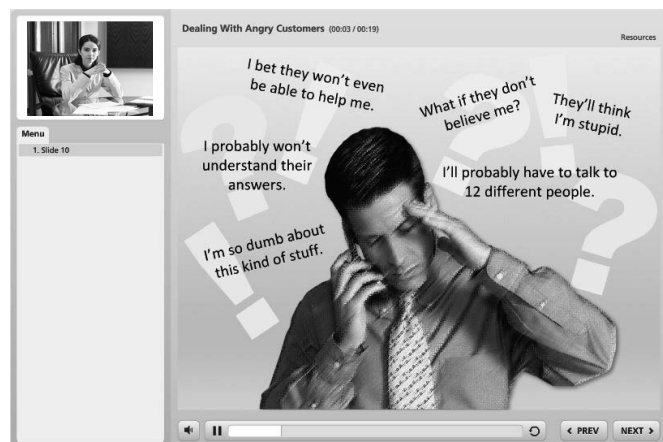 Dealing With Angry Customers (00:03 / 00:19)
Resources
Menu
1. Slide 10
I bet they won't even
be able to help me.
What if they don't
believe me?
They'll think
I'm stupid.
I probably won't
understand their
answers.
I'll probably have to talk to
12 different people.
I'm so dumb about
this kind of stuff.
PREV
NEXT